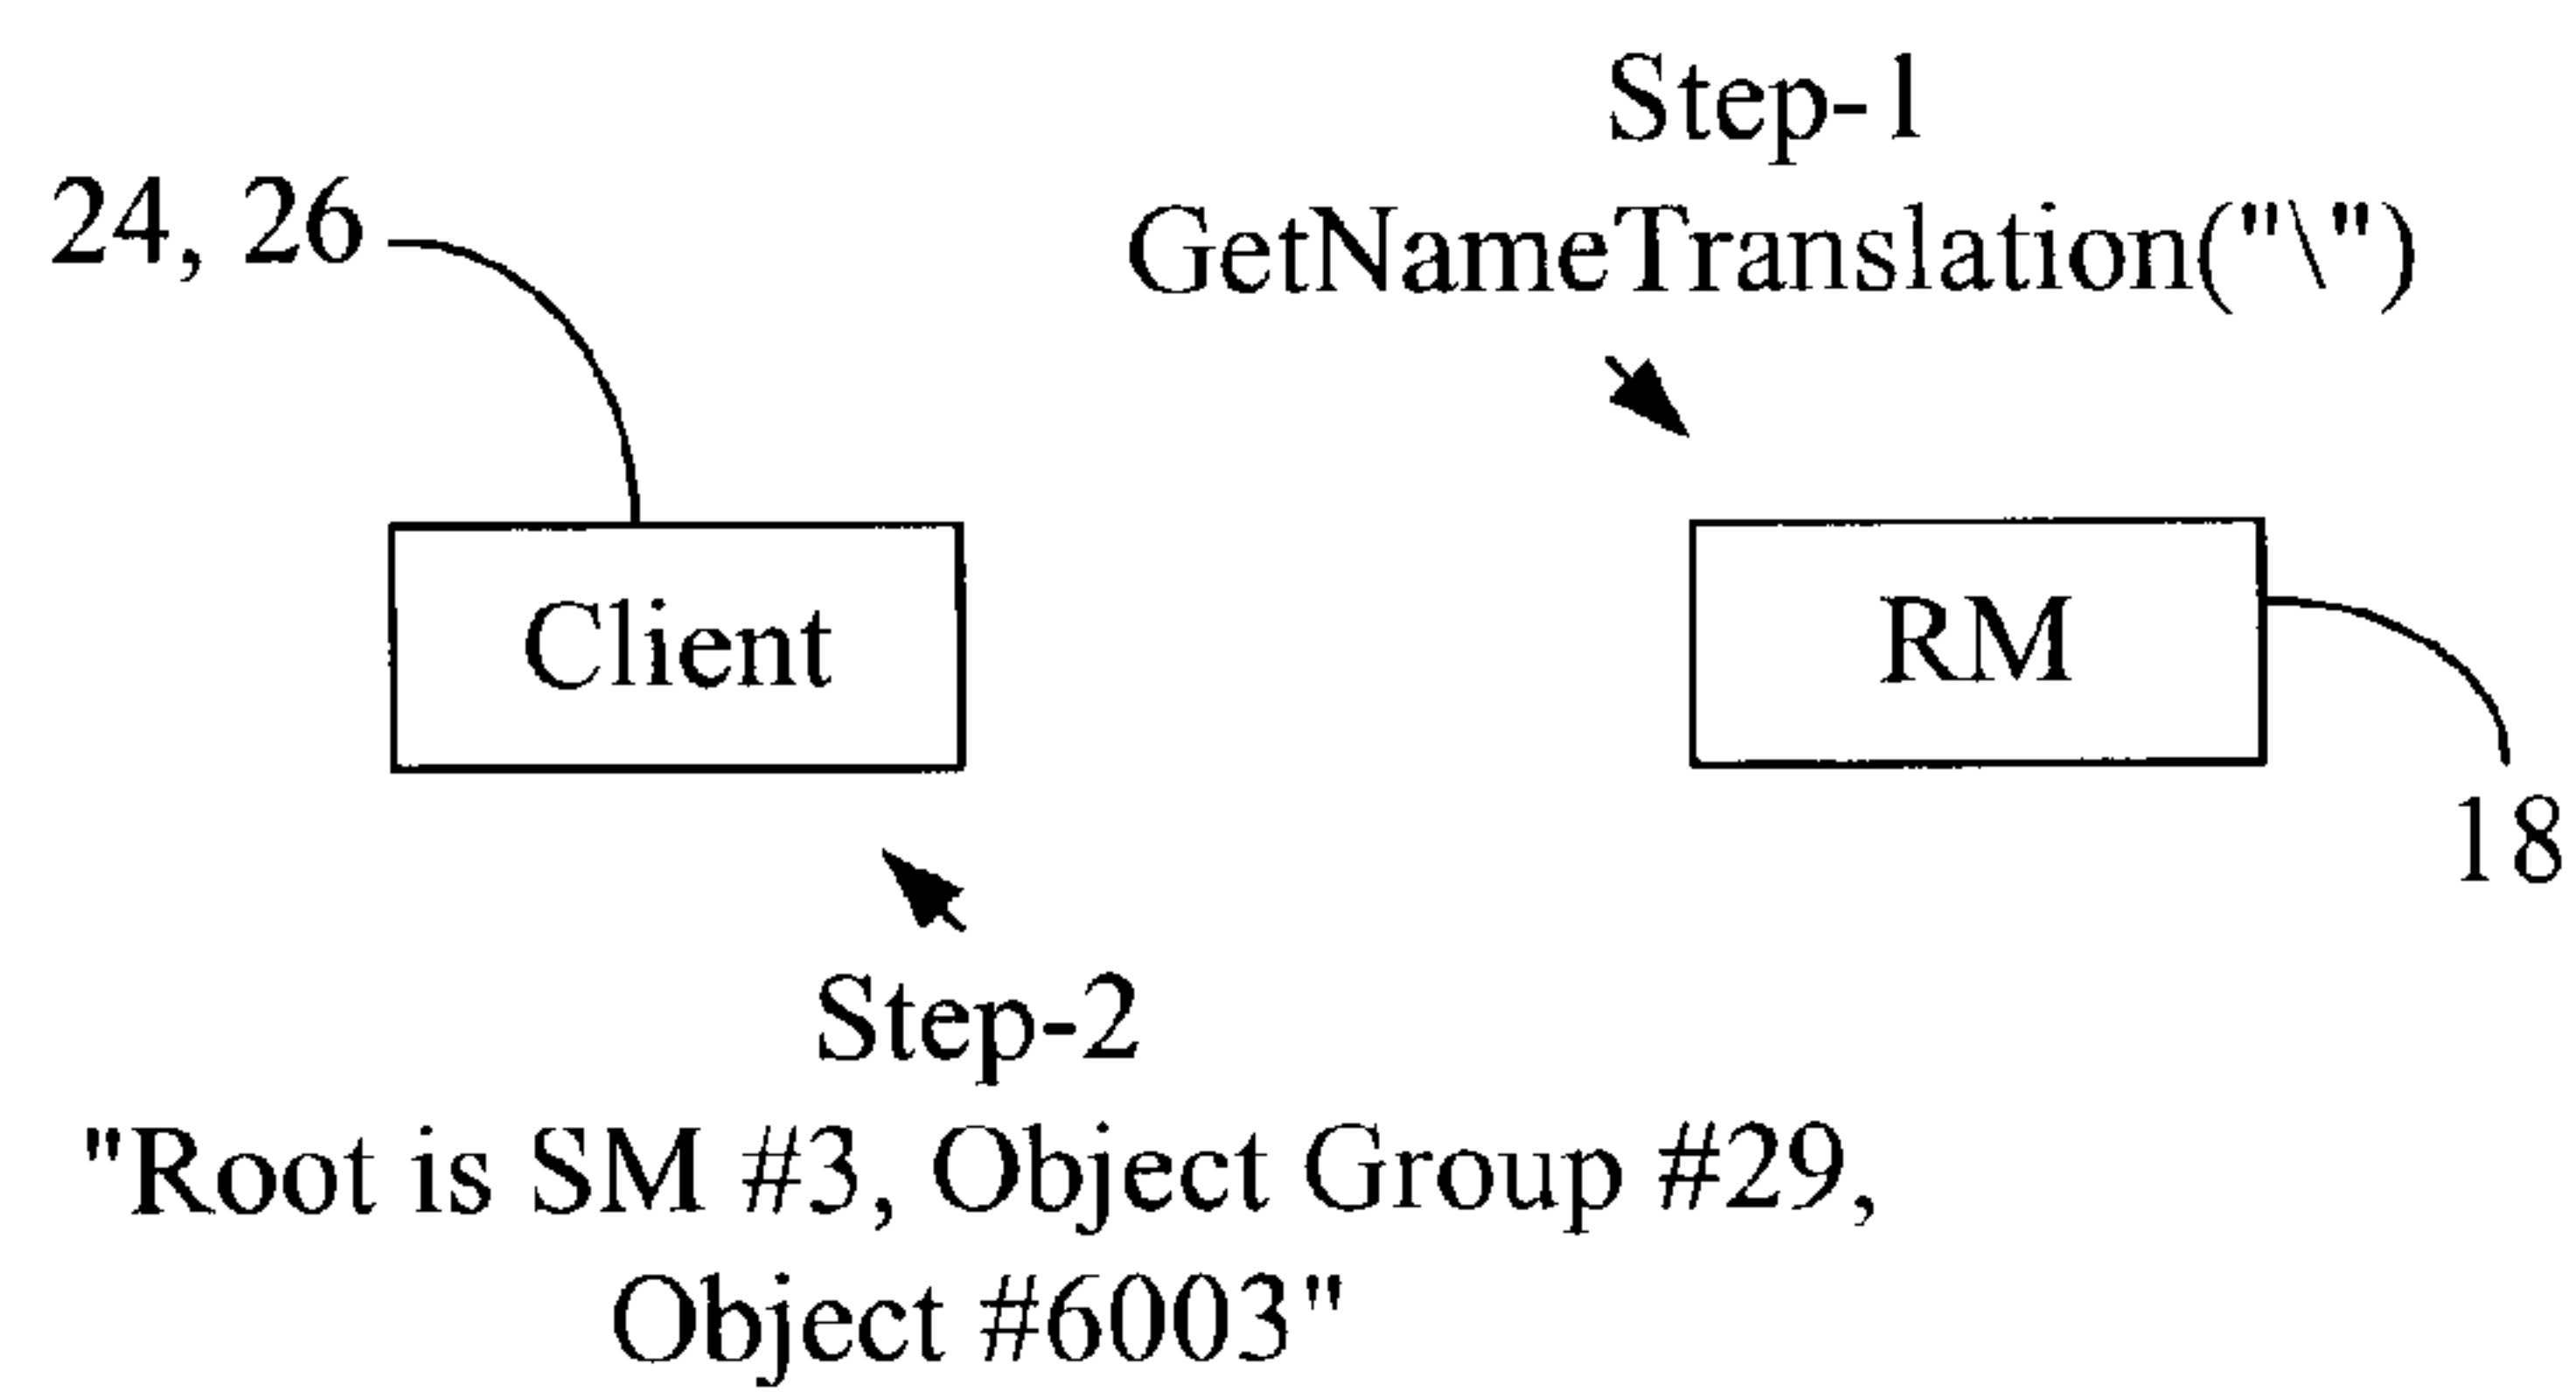 Step-1
24, 26
GetNameTranslation("\")
Client
RM
18
Step-2
"Root is SM #3, Object Group #29,
Object #6003"